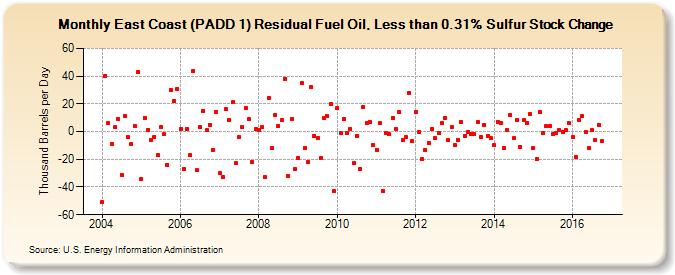 Monthly East Coast (PADD 1) Residual Fuel Oil, Less than 0.31% Sulfur Stock Change
Thousand Barrels per Day
60
40
20
0
-20
-40
-60
2004 2006 2008 2010 2012 2014 2016
Source: U.S. Energy Information Administration